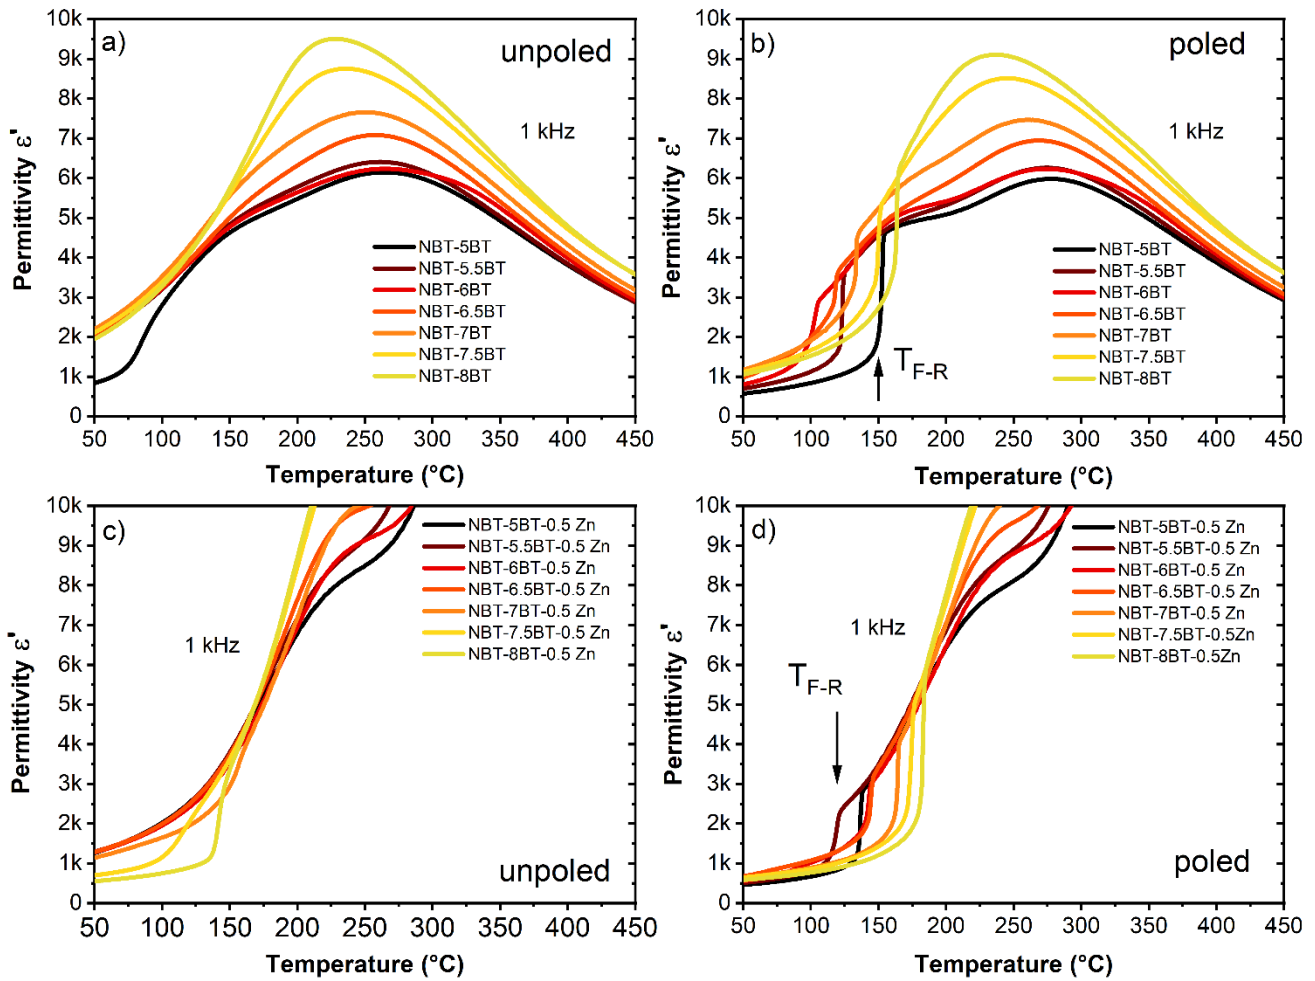 a)
unpoled
1 kHz
Permittivity ε'
10k
9k
8k
7k
6k
5k
4k
3k
2k
1k
0
NBT-5BT
NBT-5.5BT
NBT-6BT
NBT-6.5BT
NBT-7BT
NBT-7.5BT
NBT-8BT
50 100 150 200 250 300 350 400 450
Temperature (°C)
b)
poled
1 kHz
Permittivity ε'
10k
9k
8k
7k
6k
5k
4k
3k
2k
1k
0
NBT-5BT
NBT-5.5BT
NBT-6BT
NBT-6.5BT
NBT-7BT
NBT-7.5BT
NBT-8BT
TF-R
50 100 150 200 250 300 350 400 450
Temperature (°C)
c)
NBT-5BT-0.5 Zn
NBT-5.5BT-0.5 Zn
NBT-6BT-0.5 Zn
NBT-6.5BT-0.5 Zn
NBT-7BT-0.5 Zn
NBT-7.5BT-0.5 Zn
NBT-8BT-0.5 Zn
1 kHz
Permittivity ε'
10k
9k
8k
7k
6k
5k
4k
3k
2k
1k
0
unpoled
50 100 150 200 250 300 350 400 450
Temperature (°C)
d)
NBT-5BT-0.5 Zn
NBT-5.5BT-0.5 Zn
NBT-6BT-0.5 Zn
NBT-6.5BT-0.5 Zn
NBT-7BT-0.5 Zn
NBT-7.5BT-0.5Zn
NBT-8BT-0.5Zn
1 kHz
TF-R
Permittivity ε'
10k
9k
8k
7k
6k
5k
4k
3k
2k
1k
0
poled
50 100 150 200 250 300 350 400 450
Temperature (°C)